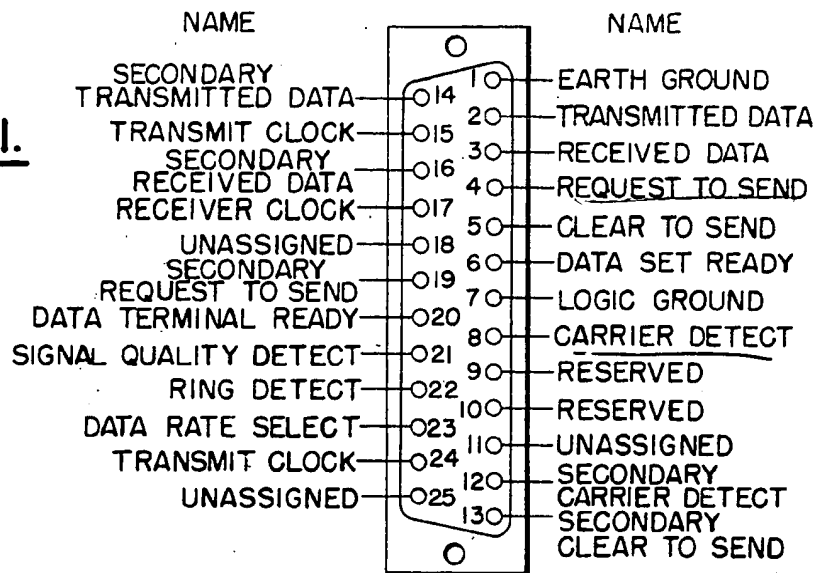 NAME
SECONDARY
TRANSMITTED DATA
TRANSMIT CLOCK
SECONDARY
RECEIVED DATA
RECEIVER CLOCK
UNASSIGNED
SECONDARY
REQUEST TO SEND
DATA TERMINAL READY
SIGNAL QUALITY DETECT
RING DETECT
DATA RATE SELECT
TRANSMIT CLOCK
UNASSIGNED
1.
14
15
16
17
18
19
20
21
22
23
24
25
1
2
3
4
5
6
7
8
9
10
11
12
13
NAME
EARTH GROUND
TRANSMITTED DATA
RECEIVED DATA
REQUEST TO SEND
CLEAR TO SEND
DATA SET READY
LOGIC GROUND
CARRIER DETECT
RESERVED
RESERVED
UNASSIGNED
SECONDARY
CARRIER DETECT
SECONDARY
CLEAR TO SEND